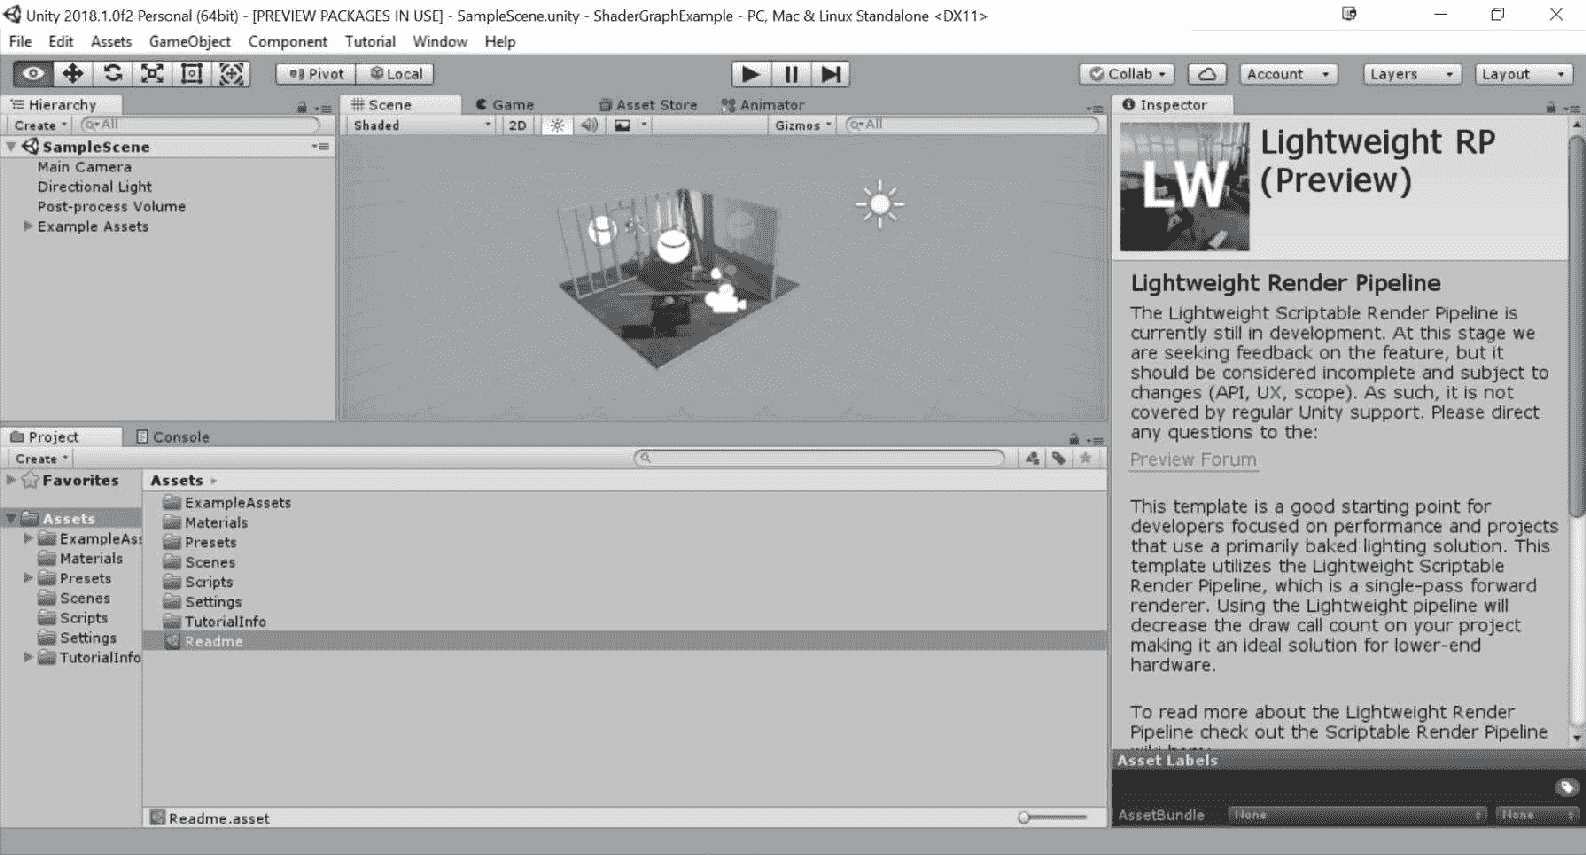 Unity 2018.1.0f2 Personal (64bit) - [PREVIEW PACKAGES IN USE] - SampleScene.unity - ShaderGraphExample - PC, Mac & Linux Standalone <DX11>
File Edit Assets GameObject Component Tutorial Window Help
Pivot Local Collab Account Layers Layout
Hierarchy
Create All
SampleScene
Main Camera
Directional Light
Post-process Volume
Example Assets
Scene Game Asset Store Animator
Shaded 2D Gizmos All
Inspector
LW
Lightweight RP
(Preview)
Lightweight Render Pipeline
The Lightweight Scriptable Render Pipeline is
currently still in development. At this stage we
are seeking feedback on the feature, but it
should be considered incomplete and subject to
changes (API, UX, scope). As such, it is not
covered by regular Unity support. Please direct
any questions to the:
Preview Forum
This template is a good starting point for
developers focused on performance and projects
that use a primarily baked lighting solution. This
template utilizes the Lightweight Scriptable
Render Pipeline, which is a single-pass forward
renderer. Using the Lightweight pipeline will
decrease the draw call count on your project
making it an ideal solution for lower-end
hardware.
To read more about the Lightweight Render
Pipeline check out the Scriptable Render Pipeline
Asset Labels
AssetBundle None None
Project Console
Create
Favorites
Assets
ExampleAss
Materials
Presets
Scenes
Scripts
Settings
TutorialInfo
Assets
ExampleAssets
Materials
Presets
Scenes
Scripts
Settings
TutorialInfo
Readme
Readme.asset